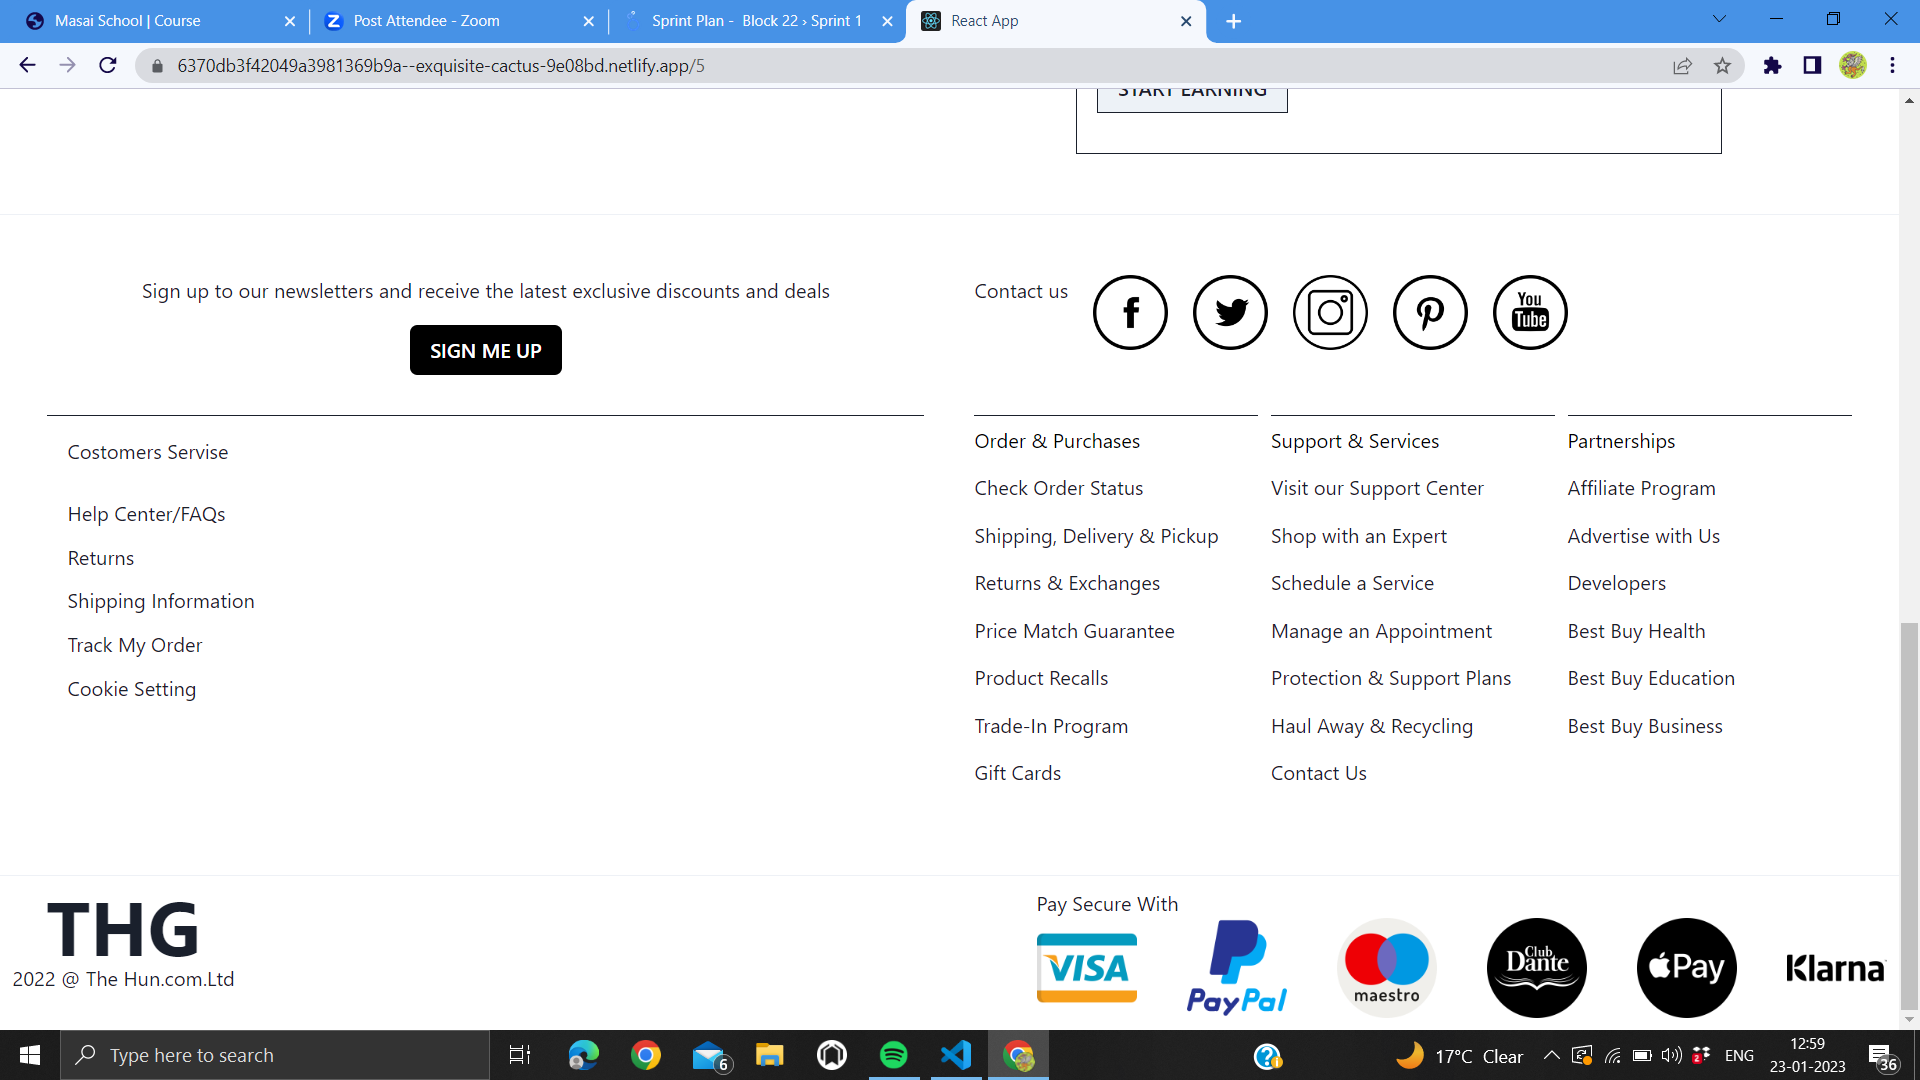 Masai School | Course
Post Attendee - Zoom
Sprint Plan - Block 22 › Sprint 1
React App
6370db3f42049a3981369b9a--exquisite-cactus-9e08bd.netlify.app/5
START EARNING
Sign up to our newsletters and receive the latest exclusive discounts and deals
SIGN ME UP
Contact us
You
Tube
Costomers Servise
Help Center/FAQs
Returns
Shipping Information
Track My Order
Cookie Setting
Order & Purchases
Check Order Status
Shipping, Delivery & Pickup
Returns & Exchanges
Price Match Guarantee
Product Recalls
Trade-In Program
Gift Cards
Support & Services
Visit our Support Center
Shop with an Expert
Schedule a Service
Manage an Appointment
Protection & Support Plans
Haul Away & Recycling
Contact Us
Partnerships
Affiliate Program
Advertise with Us
Developers
Best Buy Health
Best Buy Education
Best Buy Business
THG
2022 @ The Hun.com.Ltd
Pay Secure With
VISA
PayPal
maestro
Club
Dante
Pay
Klarna
Type here to search
6
17°C Clear
2
ENG
12:59
23-01-2023
36